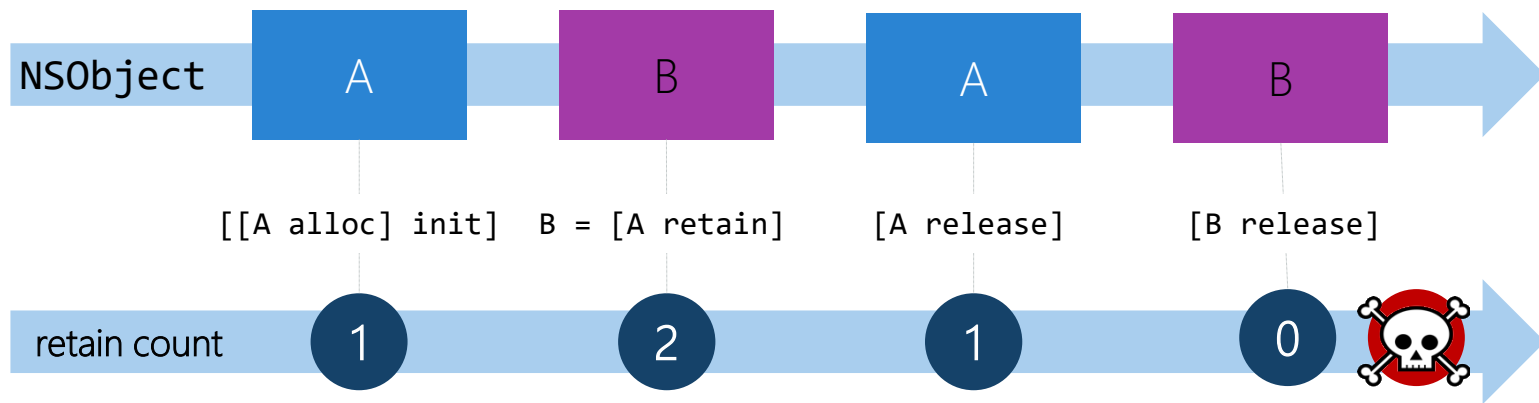 NSObject A B A B
[[A alloc] init] B = [A retain] [A release] [B release]
retain count 1 2 1 0